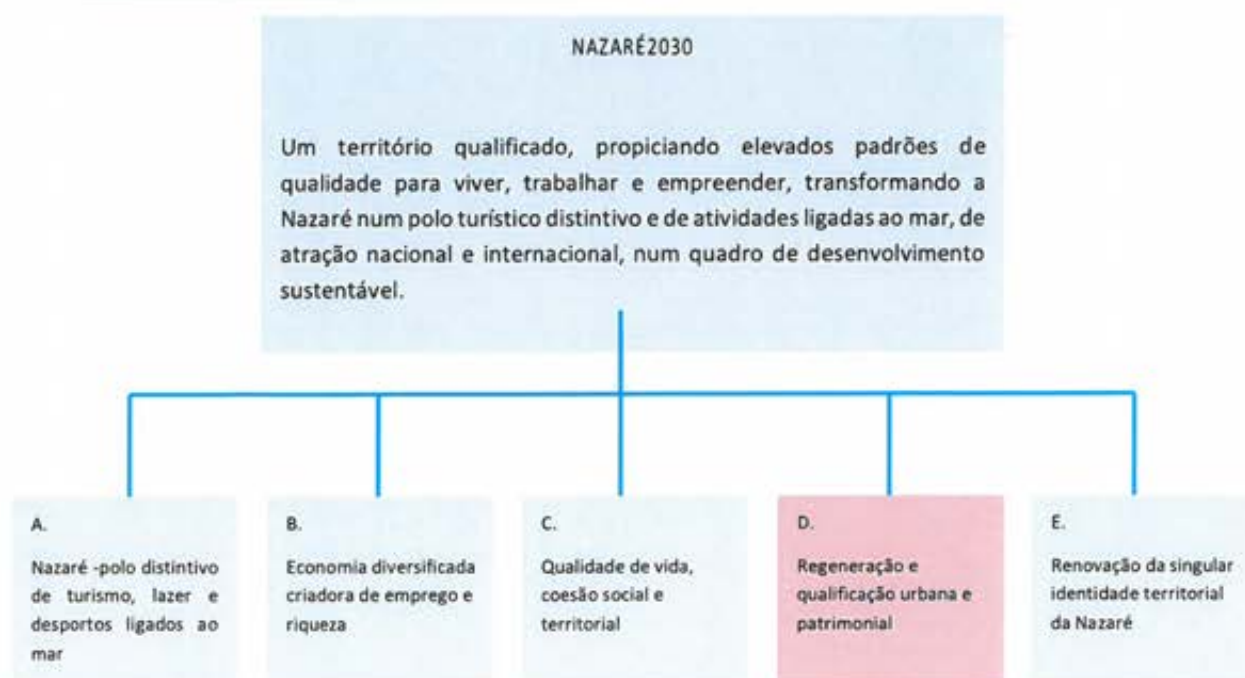 NAZARÉ2030
Um território qualificado, propiciando elevados padrões de
qualidade para viver, trabalhar e empreender, transformando a
Nazaré num polo turístico distintivo e de atividades ligadas ao mar, de
atração nacional e internacional, num quadro de desenvolvimento
sustentável.
A.
Nazaré -polo distintivo
de turismo, lazer e
desportos ligados ao
mar
B.
Economia diversificada
criadora de emprego e
riqueza
C.
Qualidade de vida,
coesão social e
territorial
D.
Regeneração e
qualificação urbana e
patrimonial
E.
Renovação da singular
identidade territorial
da Nazaré